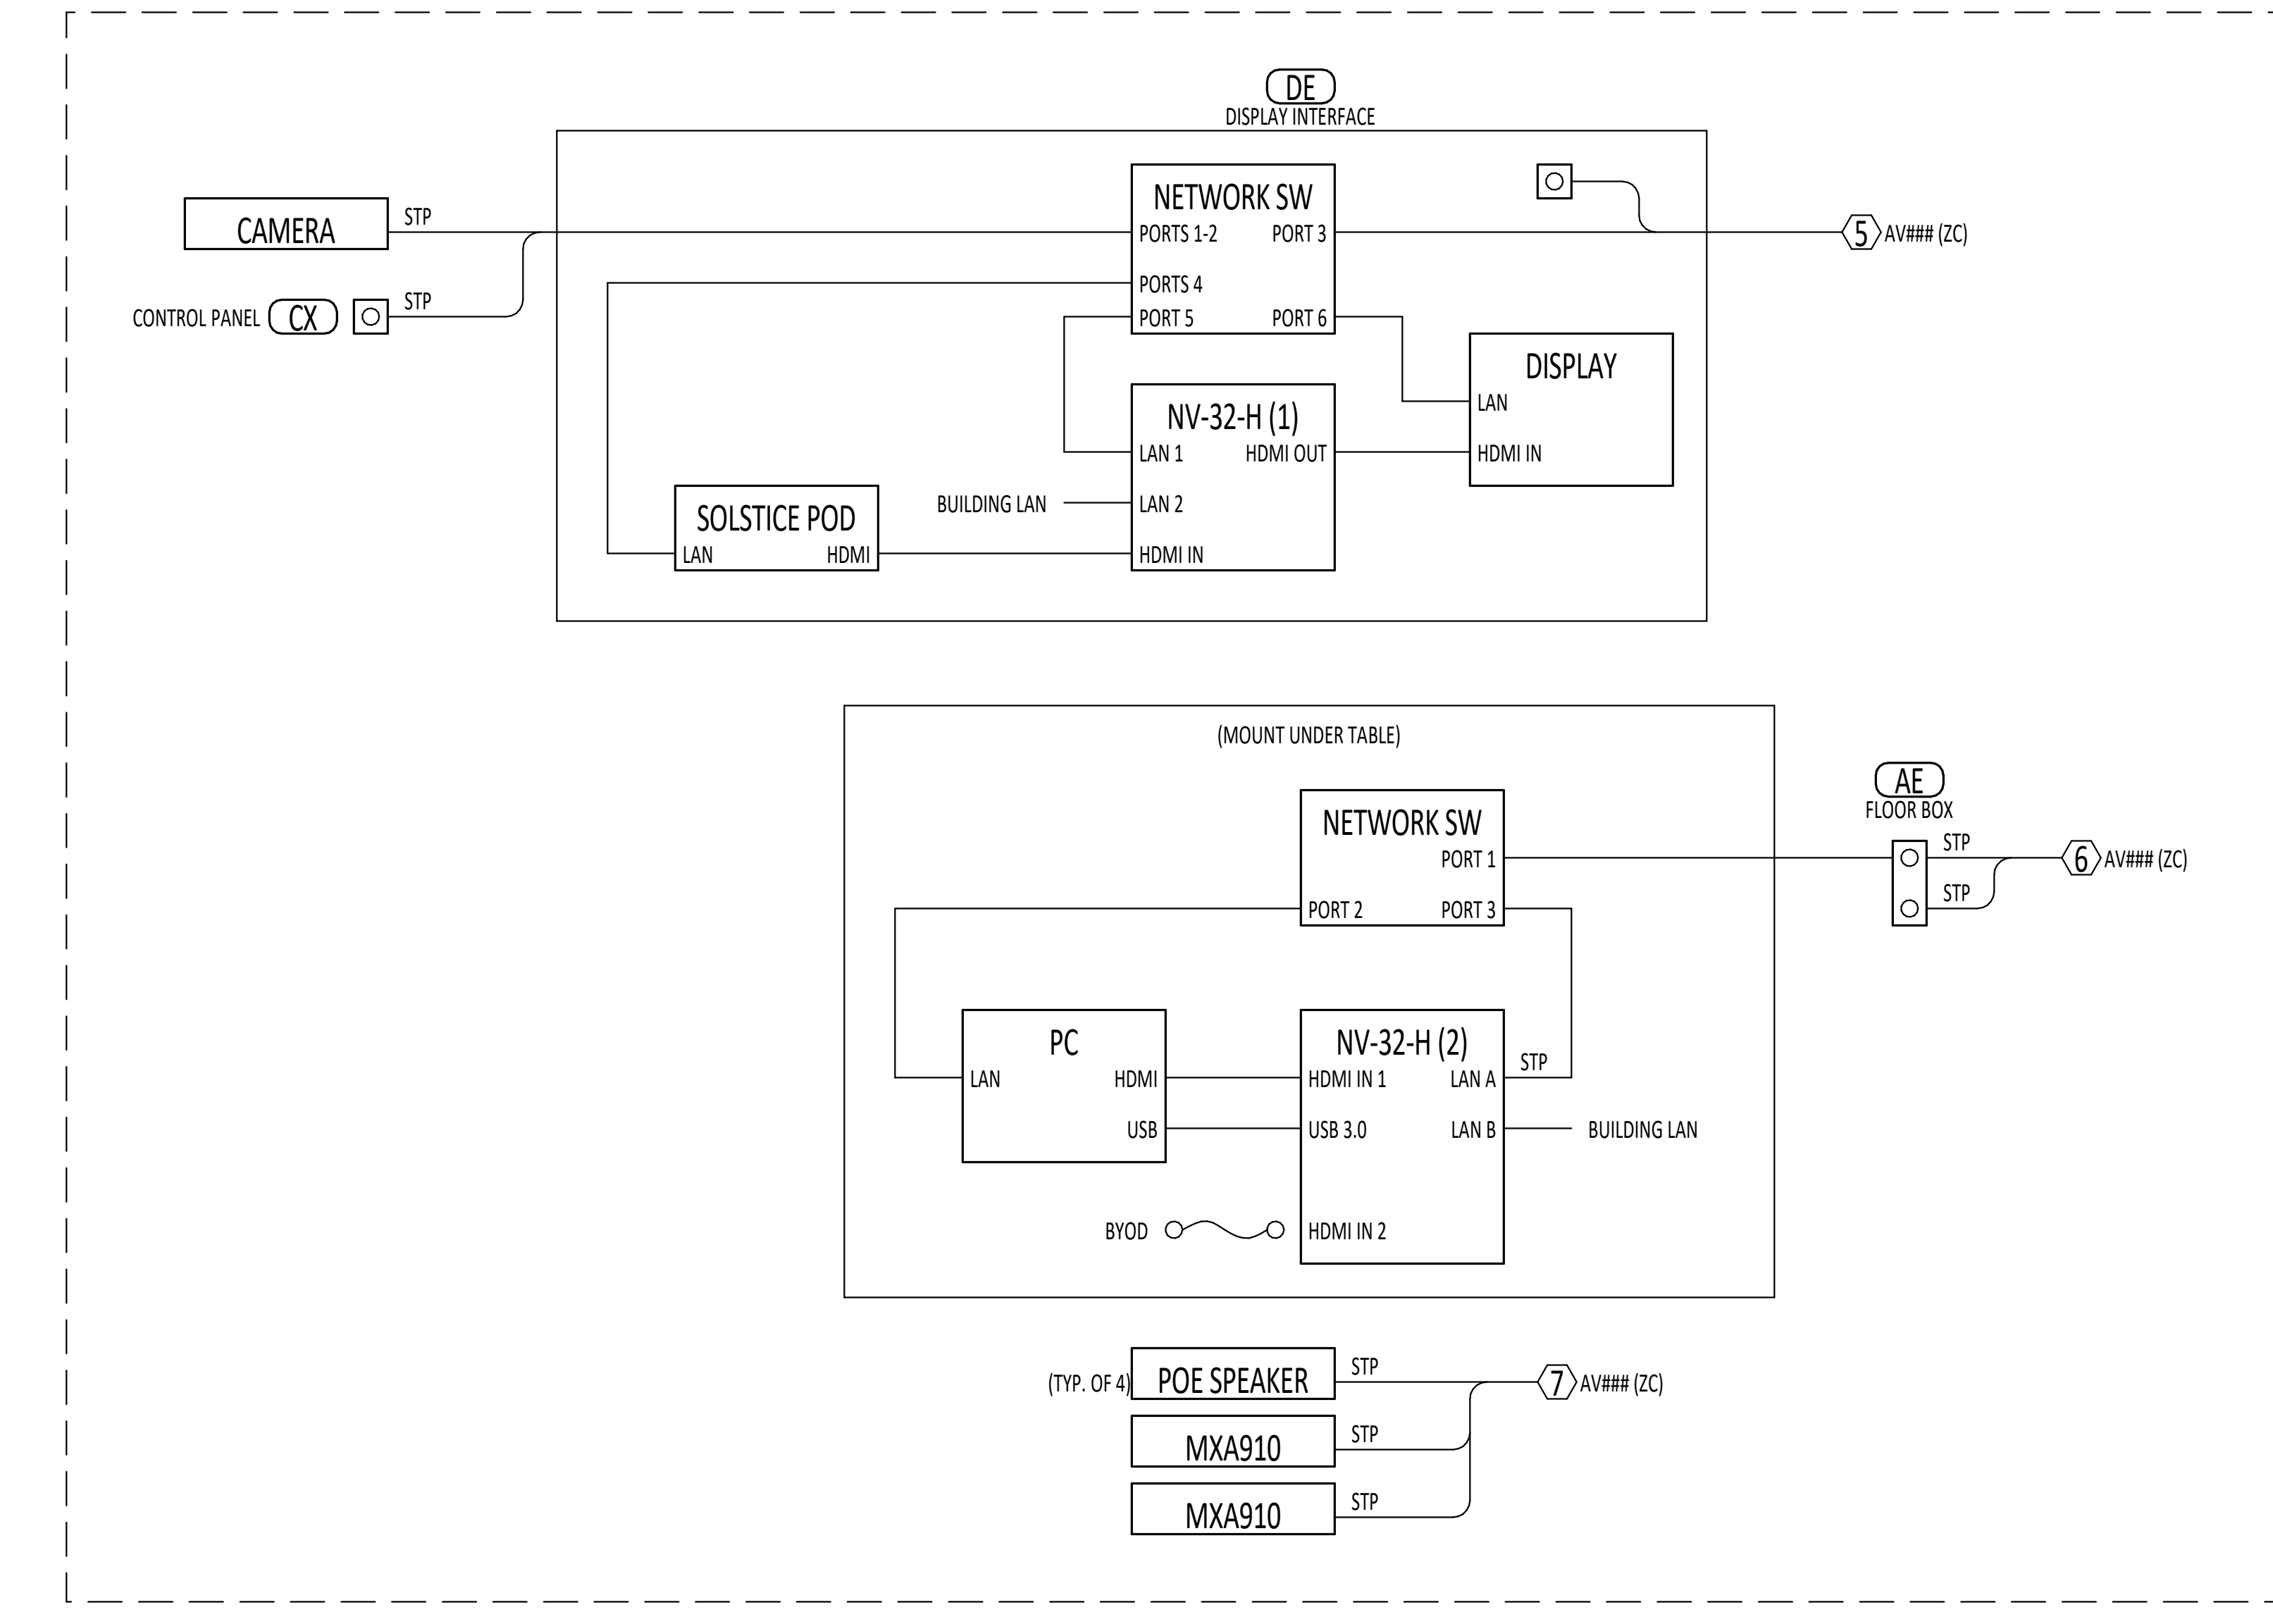 DE
DISPLAY INTERFACE
NETWORK SW
CAMERA
STP
PORTS 1-2
PORT 3
5
AV### (ZC)
PORTS 4
CONTROL PANEL
CX
STP
PORT 5
PORT 6
DISPLAY
LAN
HDMI IN
NV-32-H (1)
LAN 1
HDMI OUT
BUILDING LAN
LAN 2
HDMI IN
SOLSTICE POD
LAN
HDMI
(MOUNT UNDER TABLE)
NETWORK SW
PORT 1
PORT 2
PORT 3
AE
FLOOR BOX
STP
STP
6
AV### (ZC)
PC
LAN
HDMI
USB
NV-32-H (2)
HDMI IN 1
LAN A
STP
USB 3.0
LAN B
BUILDING LAN
BYOD
HDMI IN 2
(TYP. OF 4)
POE SPEAKER
STP
7
AV### (ZC)
MXA910
STP
MXA910
STP